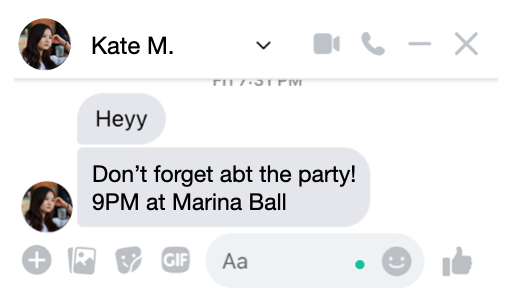 Kate M.
Fri 7:31 PM
Heyy
Don’t forget abt the party!
9PM at Marina Ball
GIF
Aa